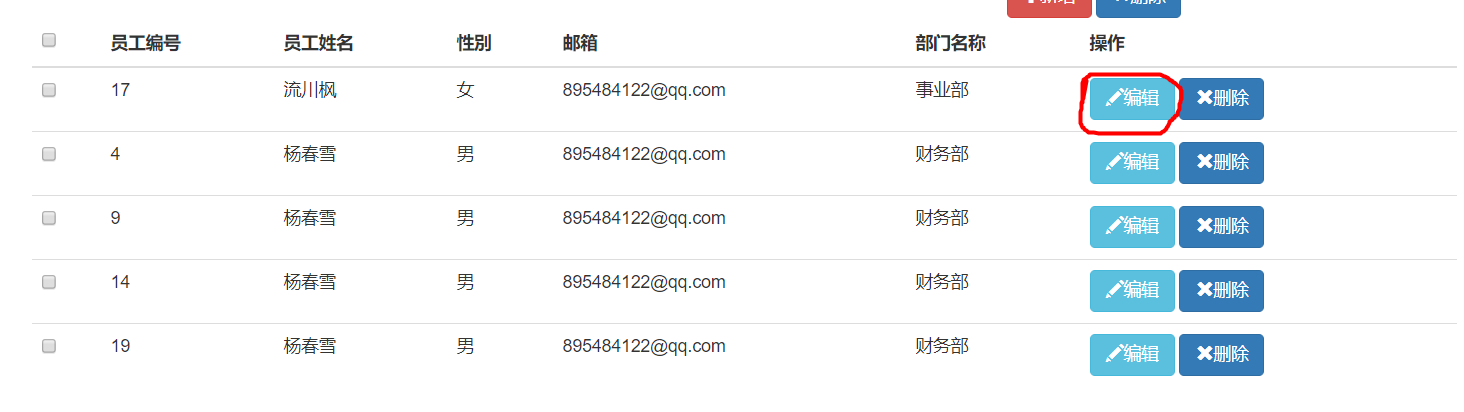 新增 删除
员工编号 员工姓名 性别 邮箱 部门名称 操作
17 流川枫 女 895484122@qq.com 事业部 编辑 删除
4 杨春雪 男 895484122@qq.com 财务部 编辑 删除
9 杨春雪 男 895484122@qq.com 财务部 编辑 删除
14 杨春雪 男 895484122@qq.com 财务部 编辑 删除
19 杨春雪 男 895484122@qq.com 财务部 编辑 删除